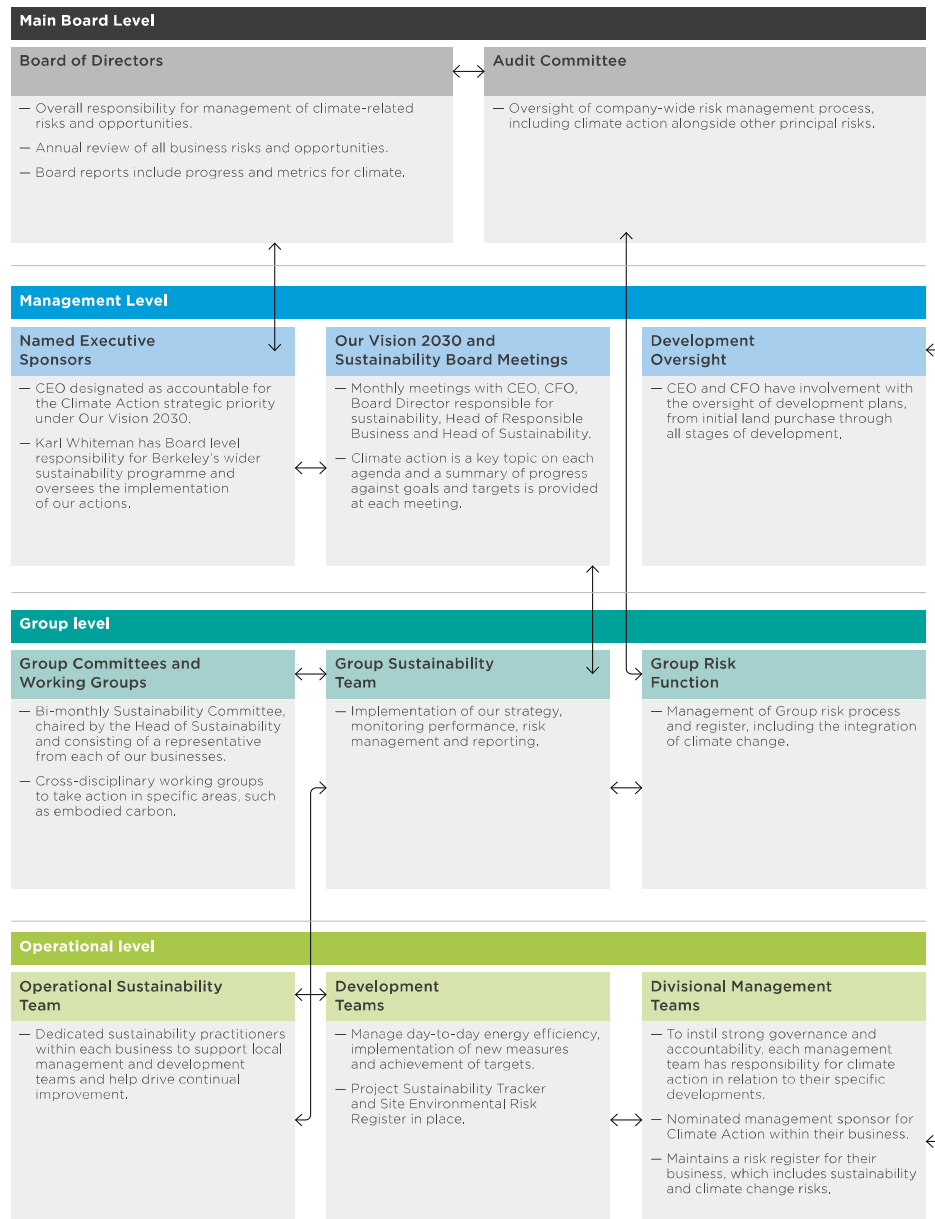 Main Board Level
Board of Directors
— Overall responsibility for management of climate-related
risks and opportunities.
— Annual review of all business risks and opportunities.
— Board reports include progress and metrics for climate.
Audit Committee
— Oversight of company-wide risk management process,
including climate action alongside other principal risks.
Management Level
Named Executive
Sponsors
— CEO designated as accountable for
the Climate Action strategic priority
under Our Vision 2030.
— Karl Whiteman has Board level
responsibility for Berkeley's wider
sustainability programme and
oversees the implementation
of our actions.
Our Vision 2030 and
Sustainability Board Meetings
— Monthly meetings with CEO, CFO,
Board Director responsible for
sustainability, Head of Responsible
Business and Head of Sustainability.
— Climate action is a key topic on each
agenda and a summary of progress
against goals and targets is provided
at each meeting.
Development
Oversight
— CEO and CFO have involvement with
the oversight of development plans,
from initial land purchase through
all stages of development.
Group level
Group Committees and
Working Groups
— Bi-monthly Sustainability Committee,
chaired by the Head of Sustainability
and consisting of a representative
from each of our businesses.
— Cross-disciplinary working groups
to take action in specific areas, such
as embodied carbon.
Group Sustainability
Team
— Implementation of our strategy,
monitoring performance, risk
management and reporting.
Group Risk
Function
— Management of Group risk process
and register, including the integration
of climate change.
Operational level
Operational Sustainability
Team
— Dedicated sustainability practitioners
within each business to support local
management and development
teams and help drive continual
improvement.
Development
Teams
— Manage day-to-day energy efficiency,
implementation of new measures
and achievement of targets.
— Project Sustainability Tracker
and Site Environmental Risk
Register in place.
Divisional Management
Teams
— To instil strong governance and
accountability, each management
team has responsibility for climate
action in relation to their specific
developments.
— Nominated management sponsor for
Climate Action within their business.
— Maintains a risk register for their
business, which includes sustainability
and climate change risks.